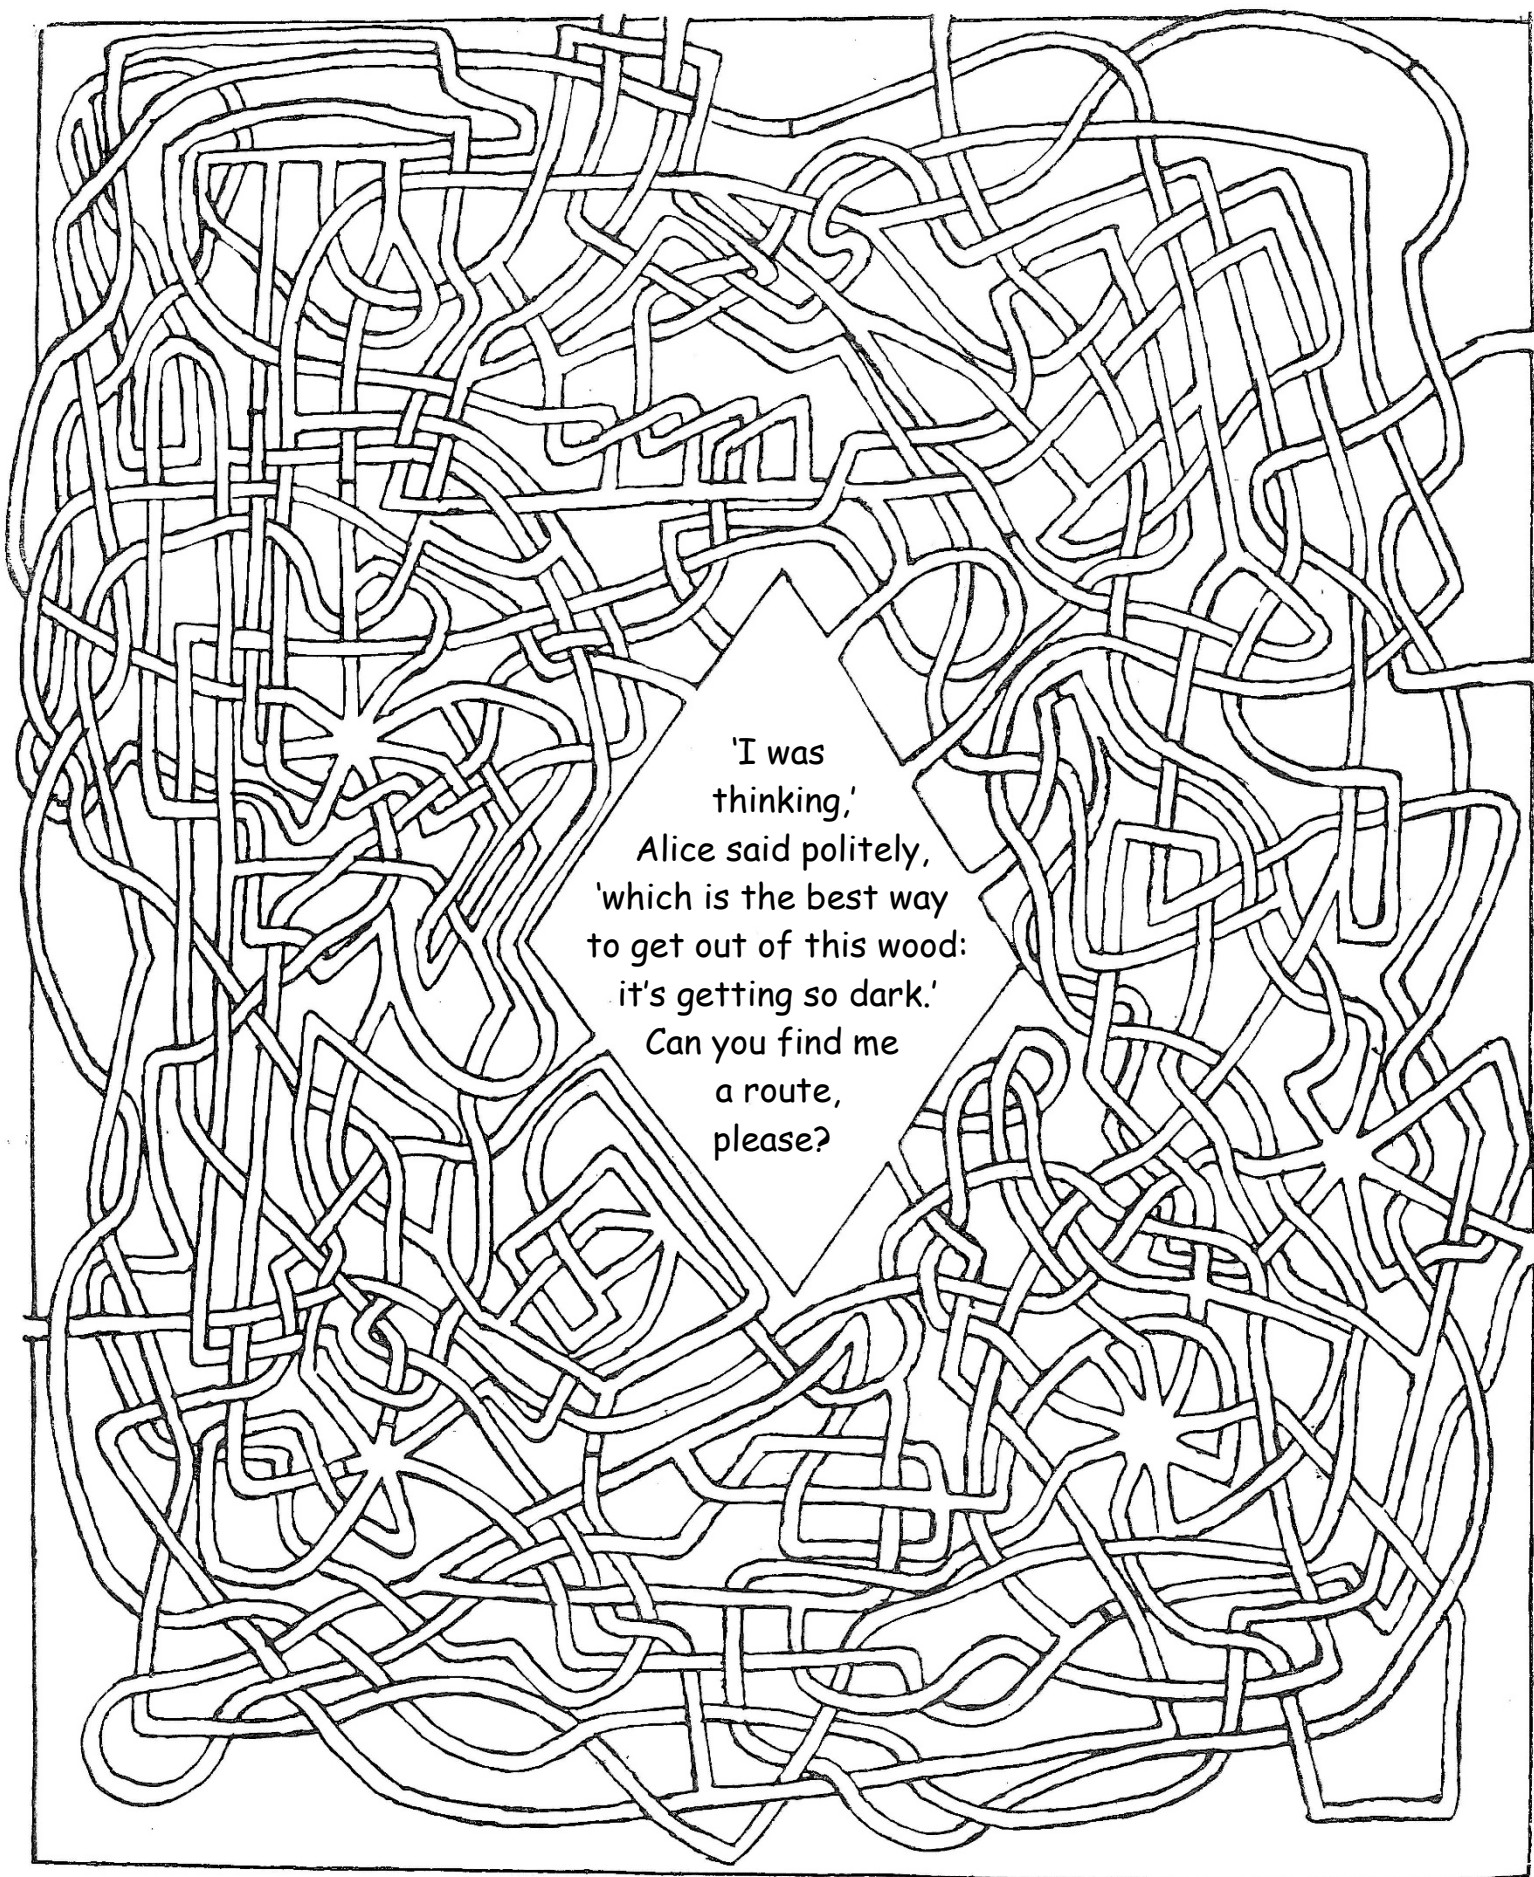 ‘I was
thinking,’
Alice said politely,
‘which is the best way
to get out of this wood:
it’s getting so dark.’
Can you find me
a route,
please?